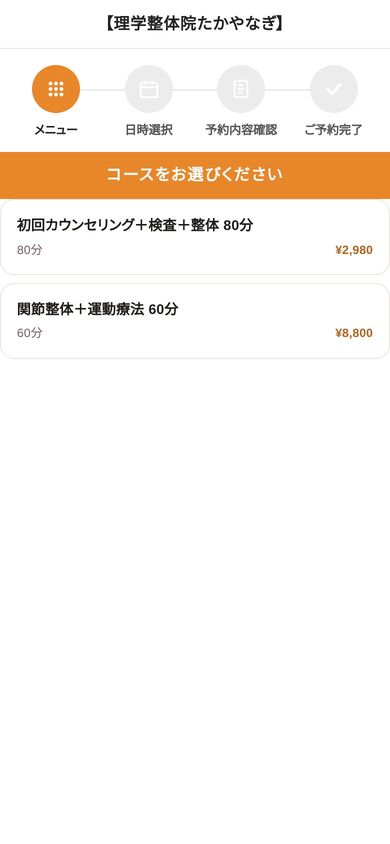 【理学整体院たかやなぎ】
メニュー
日時選択
予約内容確認
ご予約完了
コースをお選びください
初回カウンセリング＋検査＋整体 80分
80分
¥2,980
関節整体＋運動療法 60分
60分
¥8,800